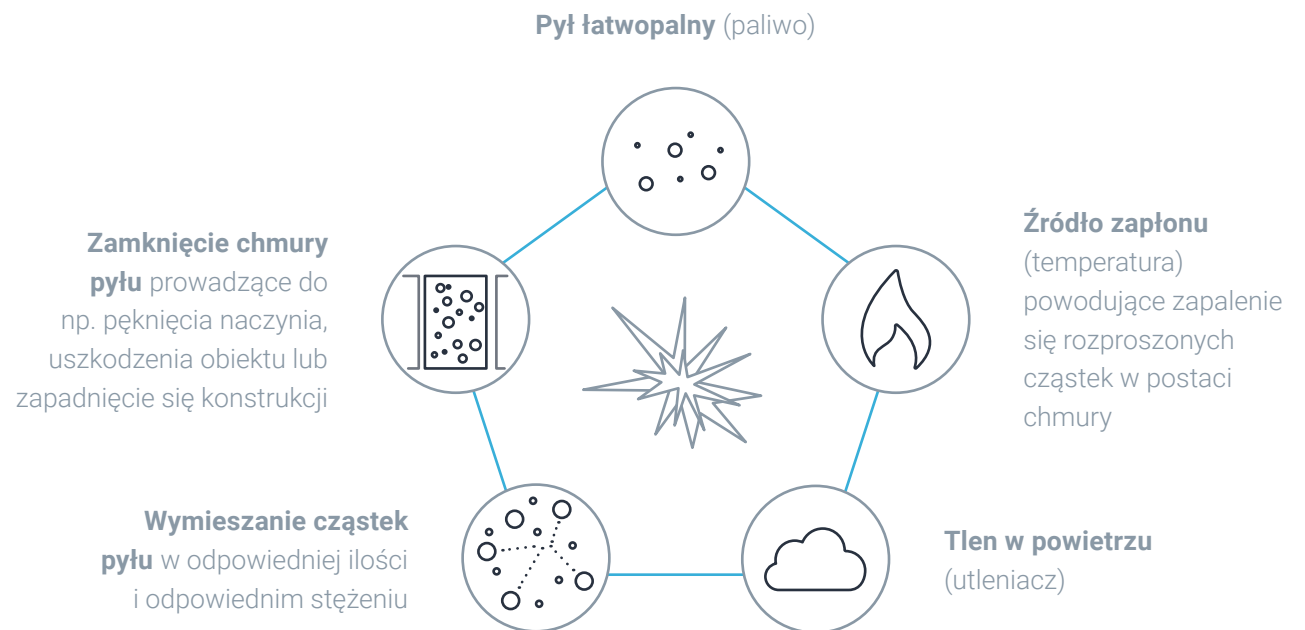 Pył łatwopalny (paliwo)
Zamknięcie chmury
pyłu prowadzące do
np. pęknięcia naczynia,
uszkodzenia obiektu lub
zapadnięcie się konstrukcji
Źródło zapłonu
(temperatura)
powodujące zapalenie
się rozproszonych
cząstek w postaci
chmury
Wymieszanie cząstek
pyłu w odpowiedniej ilości
i odpowiednim stężeniu
Tlen w powietrzu
(utleniacz)